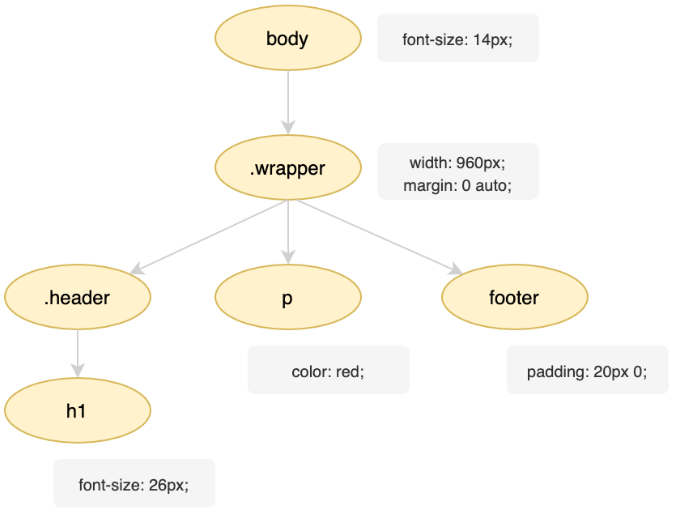 body
font-size: 14px;
.wrapper
width: 960px;
margin: 0 auto;
.header
p
footer
color: red;
padding: 20px 0;
h1
font-size: 26px;